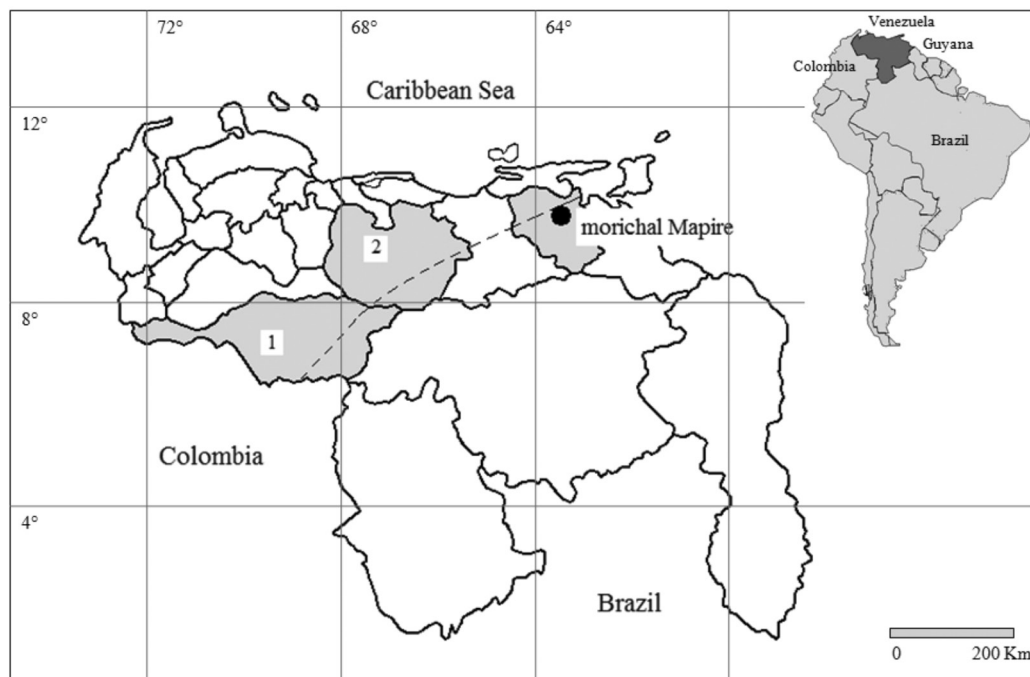 72°
68°
64°
Venezuela
Guyana
Colombia
Brazil
Caribbean Sea
12°
morichal Mapire
2
8°
1
Colombia
4°
Brazil
0
200 Km